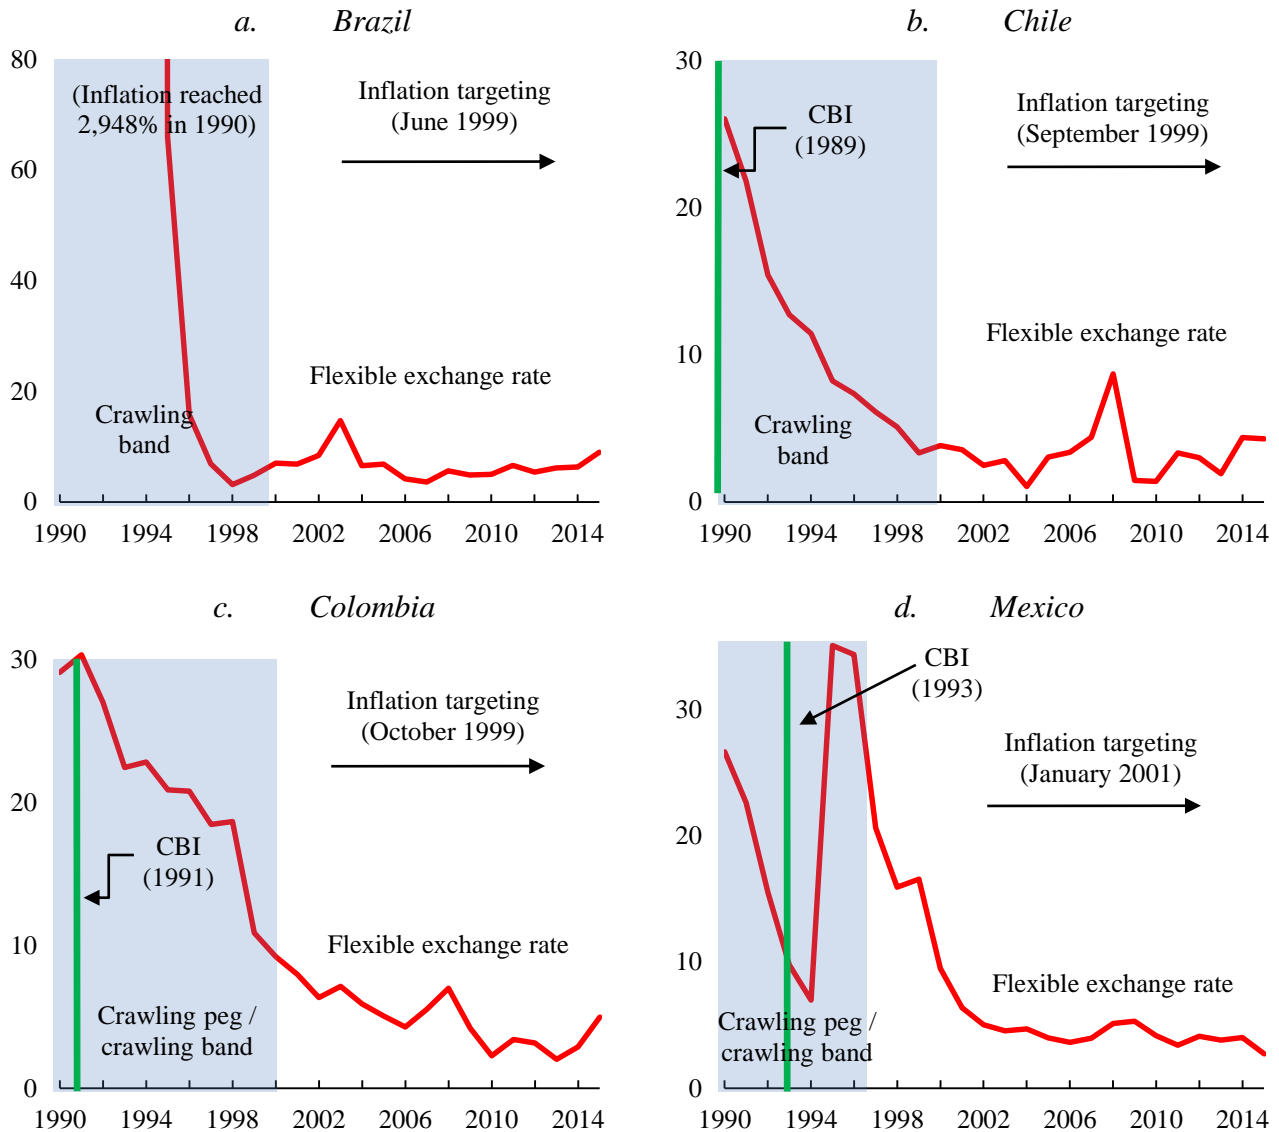 a. Brazil
80
60
40
20
0
(Inflation reached
2,948% in 1990)
Inflation targeting
(June 1999)
Flexible exchange rate
Crawling
band
1990 1994 1998 2002 2006 2010 2014
b. Chile
30
20
10
0
CBI
(1989)
Inflation targeting
(September 1999)
Flexible exchange rate
Crawling
band
1990 1994 1998 2002 2006 2010 2014
c. Colombia
30
20
10
0
Inflation targeting
(October 1999)
CBI
(1991)
Flexible exchange rate
Crawling peg /
crawling band
1990 1994 1998 2002 2006 2010 2014
d. Mexico
30
20
10
0
CBI
(1993)
Inflation targeting
(January 2001)
Flexible exchange rate
Crawling peg /
crawling band
1990 1994 1998 2002 2006 2010 2014